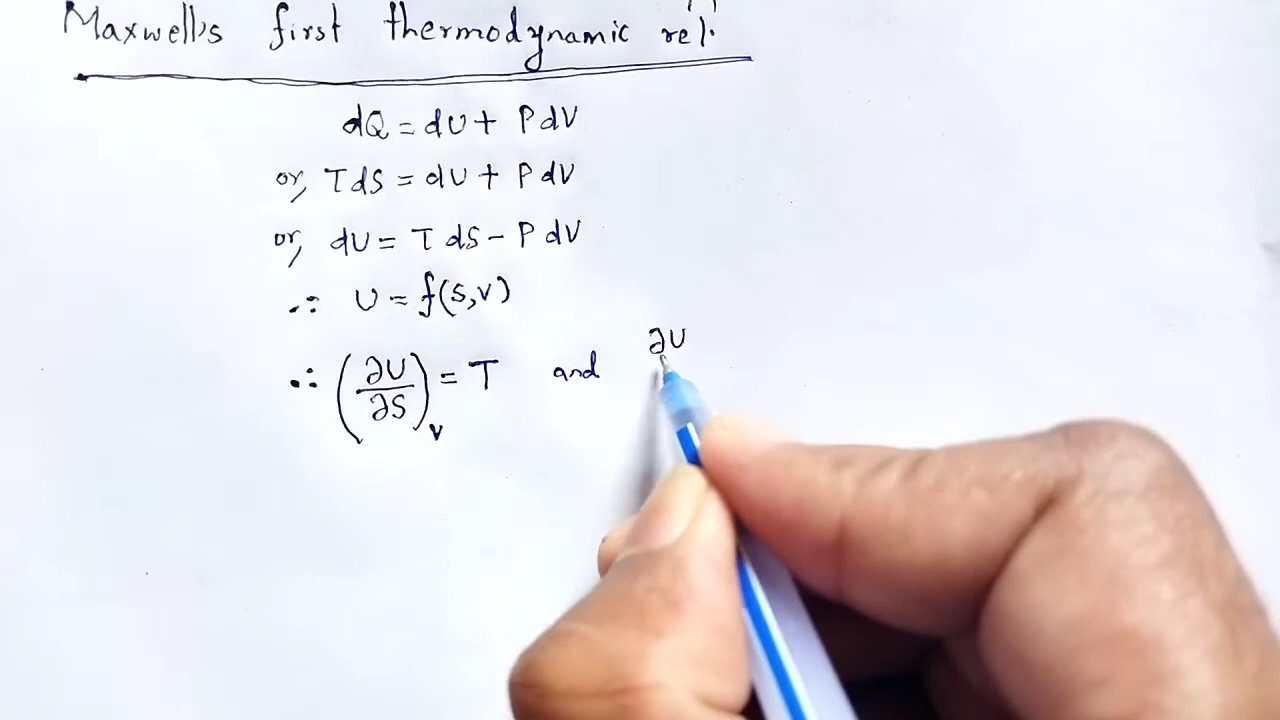 Maxwell's first thermodynamic rel.
dQ = dU + PdV
or, TdS = dU + PdV
or, dU = TdS - PdV
∴ U = f(S,V)
∴ (∂U/∂S)_V = T and ∂U